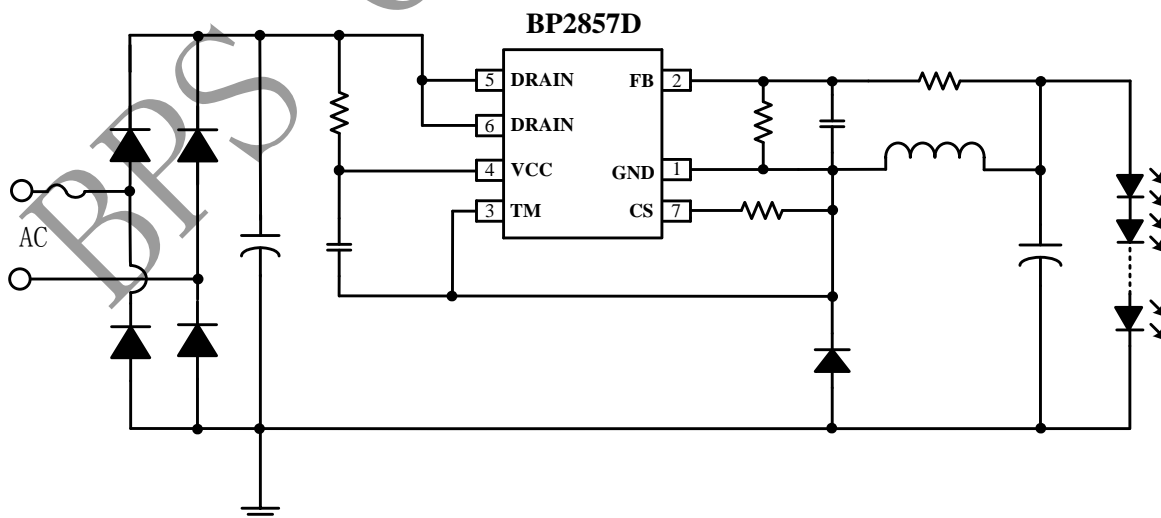 BP2857D
5 DRAIN FB 2
6 DRAIN
4 VCC GND 1
3 TM CS 7
AC
BPS